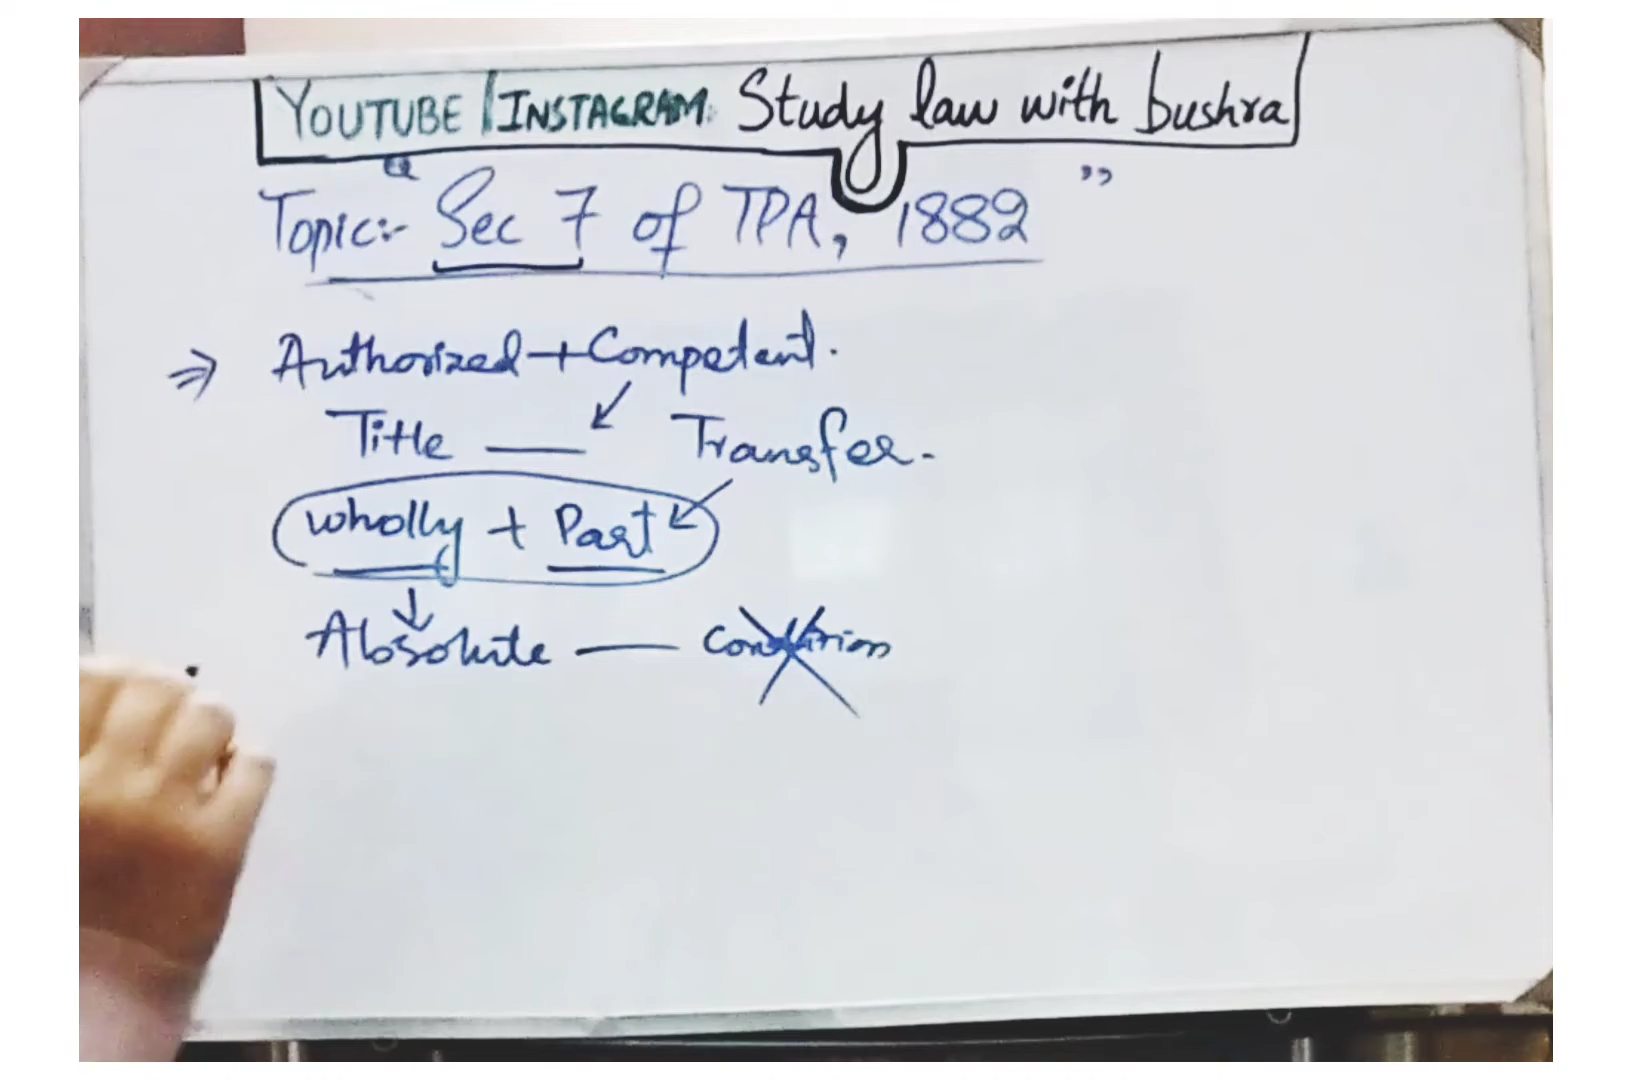 YOUTUBE | INSTAGRAM: Study law with bushra
Topic:- "Sec 7 of TPA, 1882"
⇒ Authorized + Competent.
Title — Transfer.
wholly + Part
Absolute — Condition